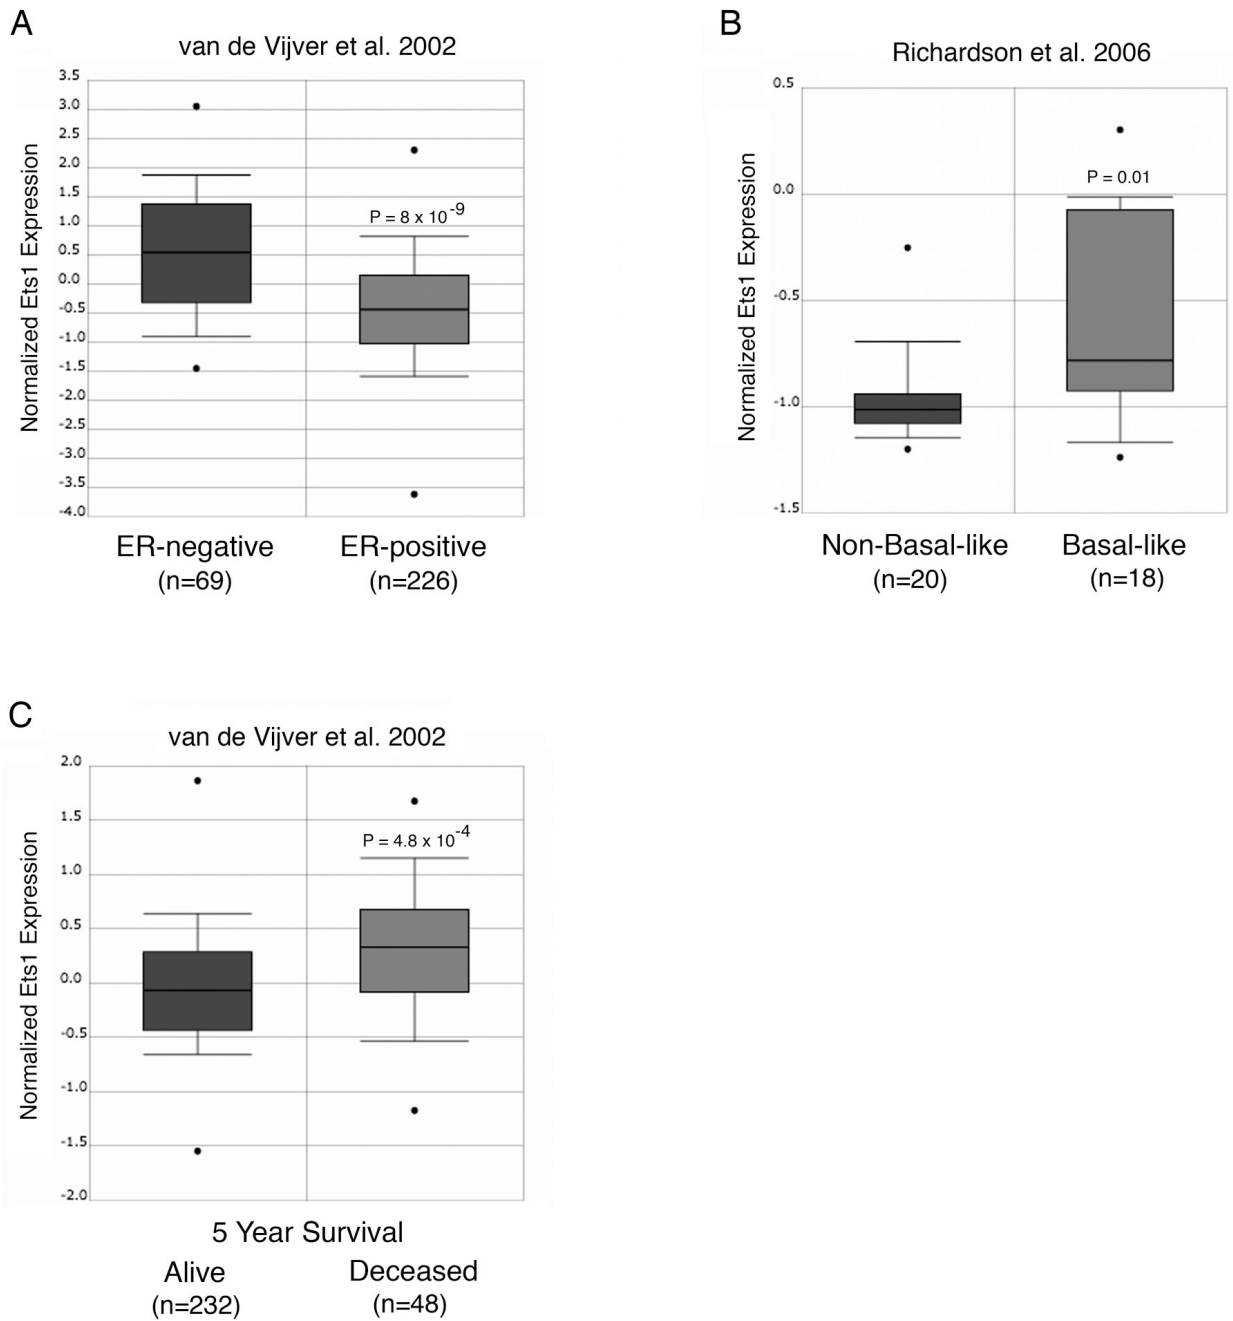 A
van de Vijver et al. 2002
3.5
3.0
2.5
2.0
1.5
1.0
0.5
0.0
-0.5
-1.0
-1.5
-2.0
-2.5
-3.0
-3.5
-4.0
Normalized Ets1 Expression
P = 8 x 10-9
ER-negative
(n=69)
ER-positive
(n=226)
B
Richardson et al. 2006
0.5
0.0
-0.5
-1.0
-1.5
Normalized Ets1 Expression
P = 0.01
Non-Basal-like
(n=20)
Basal-like
(n=18)
C
van de Vijver et al. 2002
2.0
1.5
1.0
0.5
0.0
-0.5
-1.0
-1.5
-2.0
Normalized Ets1 Expression
P = 4.8 x 10-4
5 Year Survival
Alive
(n=232)
Deceased
(n=48)